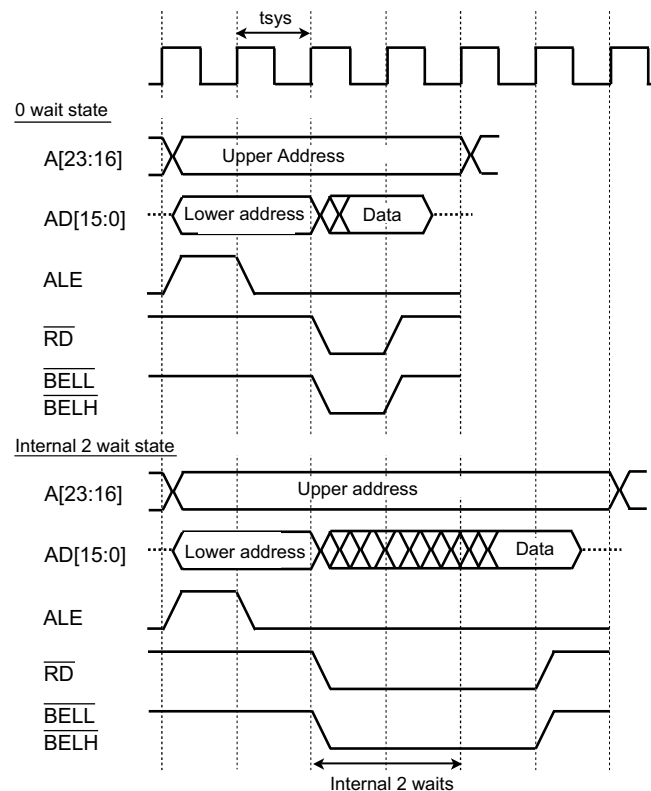 tsys
0 wait state
A[23:16]
Upper Address
AD[15:0]
Lower address
Data
ALE
RD
BELL
BELH
Internal 2 wait state
A[23:16]
Upper address
AD[15:0]
Lower address
Data
ALE
RD
BELL
BELH
Internal 2 waits